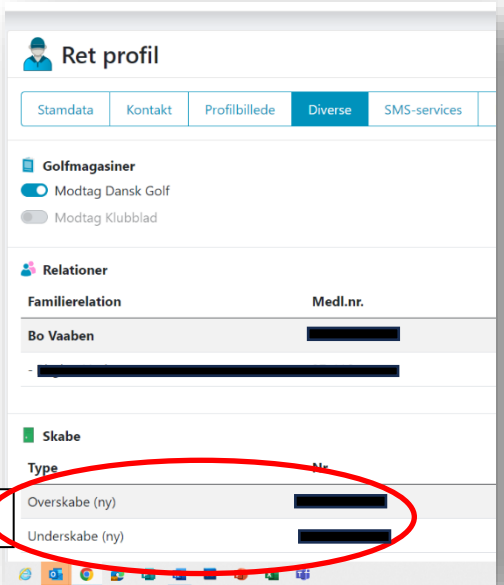 Ret profil
Stamdata Kontakt Profilbillede Diverse SMS-services
Golfmagasiner
Modtag Dansk Golf
Modtag Klubblad
Relationer
Familierelation Medl.nr.
Bo Vaaben
-
Skabe
Type Nr
Overskabe (ny)
Underskabe (ny)